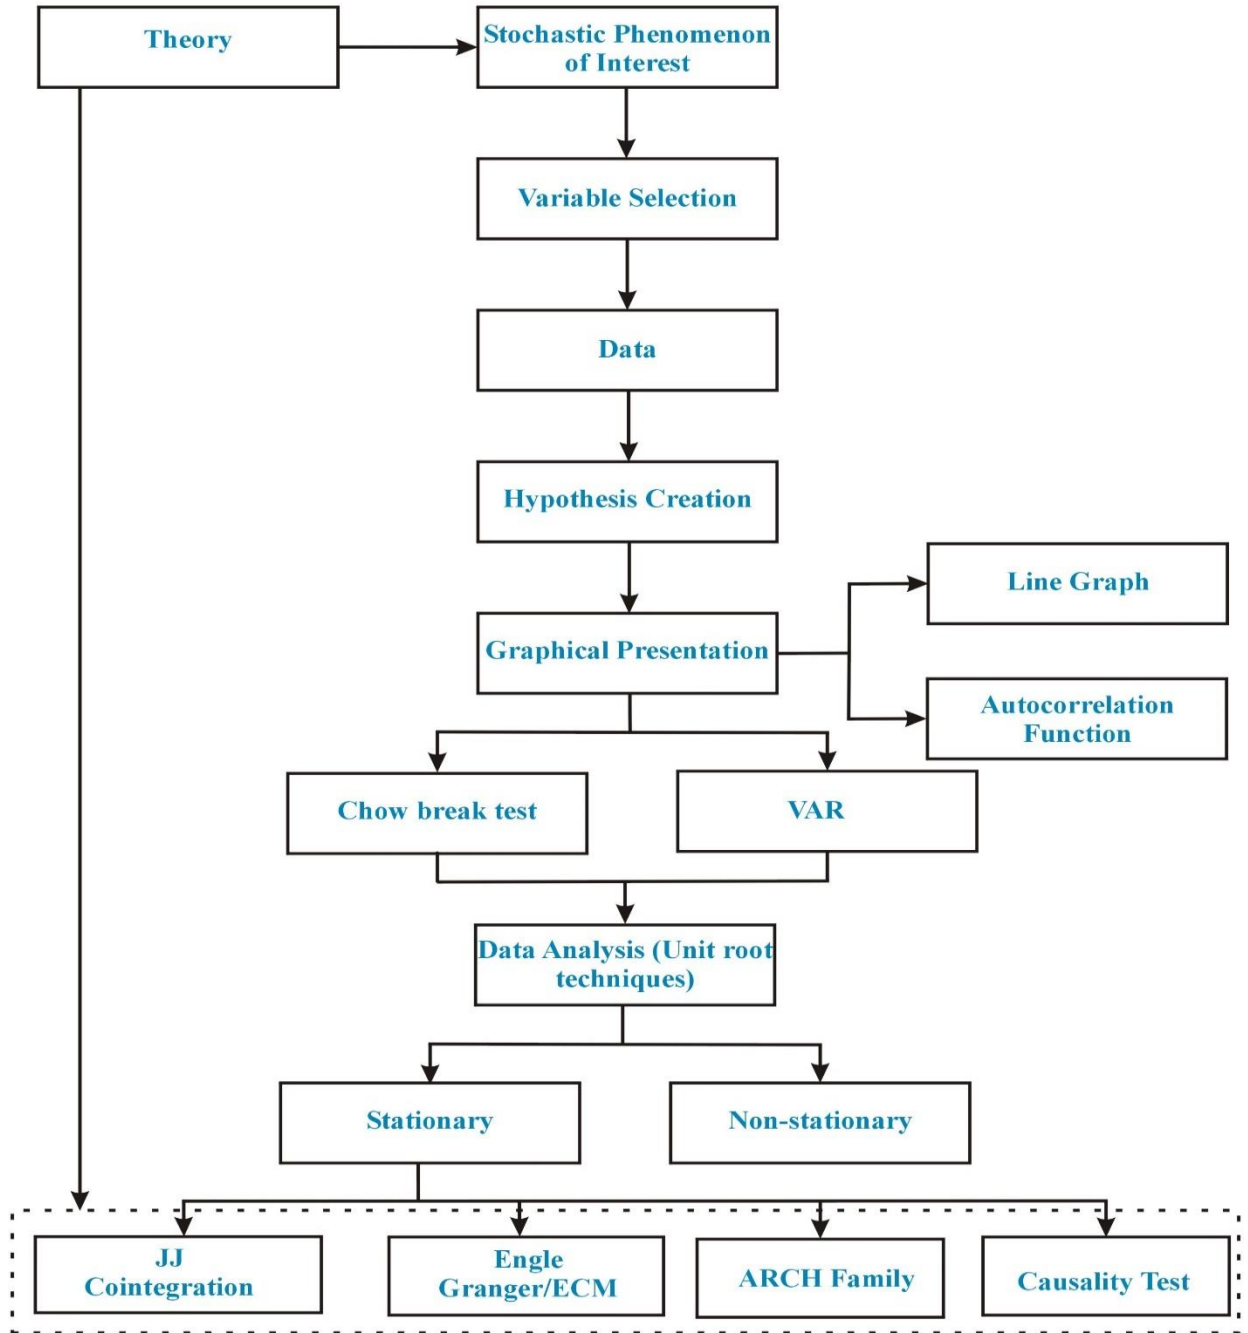 Theory
Stochastic Phenomenon
of Interest
Variable Selection
Data
Hypothesis Creation
Line Graph
Graphical Presentation
Autocorrelation
Function
Chow break test
VAR
Data Analysis (Unit root
techniques)
Stationary
Non-stationary
JJ
Cointegration
Engle
Granger/ECM
ARCH Family
Causality Test